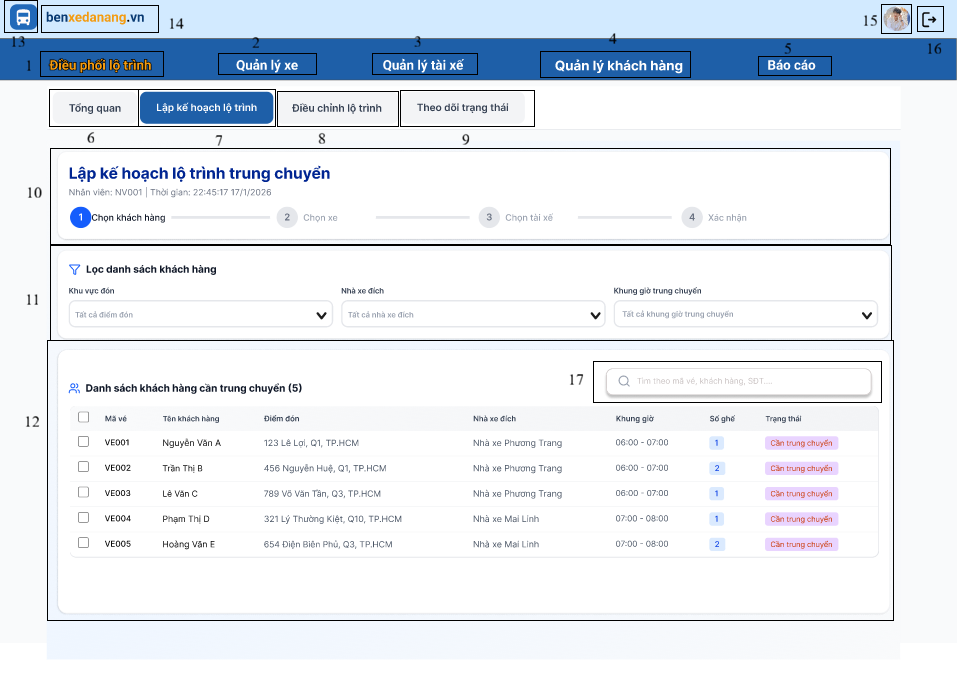 benxedanang.vn 14 15
13 2 3 4 5 16
1 Điều phối lộ trình Quản lý xe Quản lý tài xế Quản lý khách hàng Báo cáo
Tổng quan Lập kế hoạch lộ trình Điều chỉnh lộ trình Theo dõi trạng thái
6 7 8 9
10
Lập kế hoạch lộ trình trung chuyển
Nhân viên: NV001 | Thời gian: 22:45:17 17/1/2026
1 Chọn khách hàng 2 Chọn xe 3 Chọn tài xế 4 Xác nhận
11
Lọc danh sách khách hàng
Khu vực đón Nhà xe đích Khung giờ trung chuyển
Tất cả điểm đón Tất cả nhà xe đích Tất cả khung giờ trung chuyển
17 Tìm theo mã vé, khách hàng, SĐT....
12
Danh sách khách hàng cần trung chuyển (5)
Mã vé Tên khách hàng Điểm đón Nhà xe đích Khung giờ Số ghế Trạng thái
VE001 Nguyễn Văn A 123 Lê Lợi, Q1, TP.HCM Nhà xe Phương Trang 06:00 - 07:00 1 Cần trung chuyển
VE002 Trần Thị B 456 Nguyễn Huệ, Q1, TP.HCM Nhà xe Phương Trang 06:00 - 07:00 2 Cần trung chuyển
VE003 Lê Văn C 789 Võ Văn Tần, Q3, TP.HCM Nhà xe Phương Trang 06:00 - 07:00 1 Cần trung chuyển
VE004 Phạm Thị D 321 Lý Thường Kiệt, Q10, TP.HCM Nhà xe Mai Linh 07:00 - 08:00 1 Cần trung chuyển
VE005 Hoàng Văn E 654 Điện Biên Phủ, Q3, TP.HCM Nhà xe Mai Linh 07:00 - 08:00 2 Cần trung chuyển